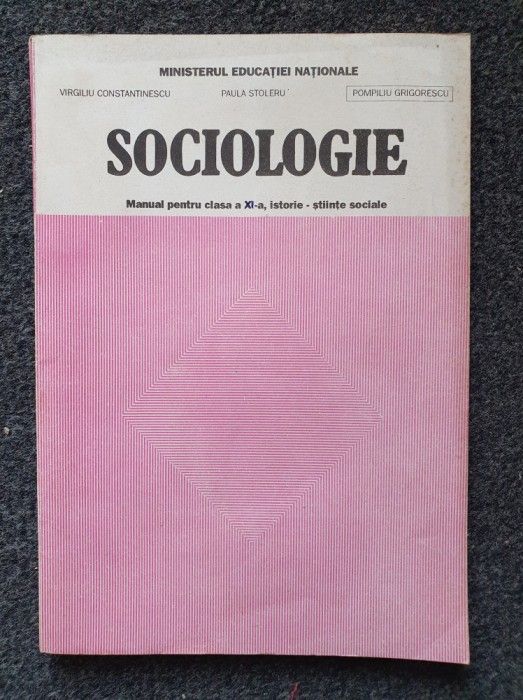 MINISTERUL EDUCAȚIEI NAȚIONALE
VIRGILIU CONSTANTINESCU PAULA STOLERU POMPILIU GRIGORESCU
SOCIOLOGIE
Manual pentru clasa a XI-a, istorie - științe sociale